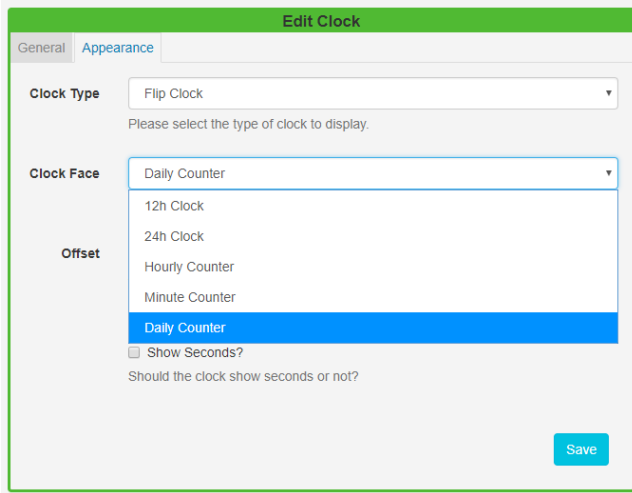 Edit Clock
General Appearance
Clock Type Flip Clock
Please select the type of clock to display.
Clock Face Daily Counter
12h Clock
24h Clock
Offset
Hourly Counter
Minute Counter
Daily Counter
Show Seconds?
Should the clock show seconds or not?
Save